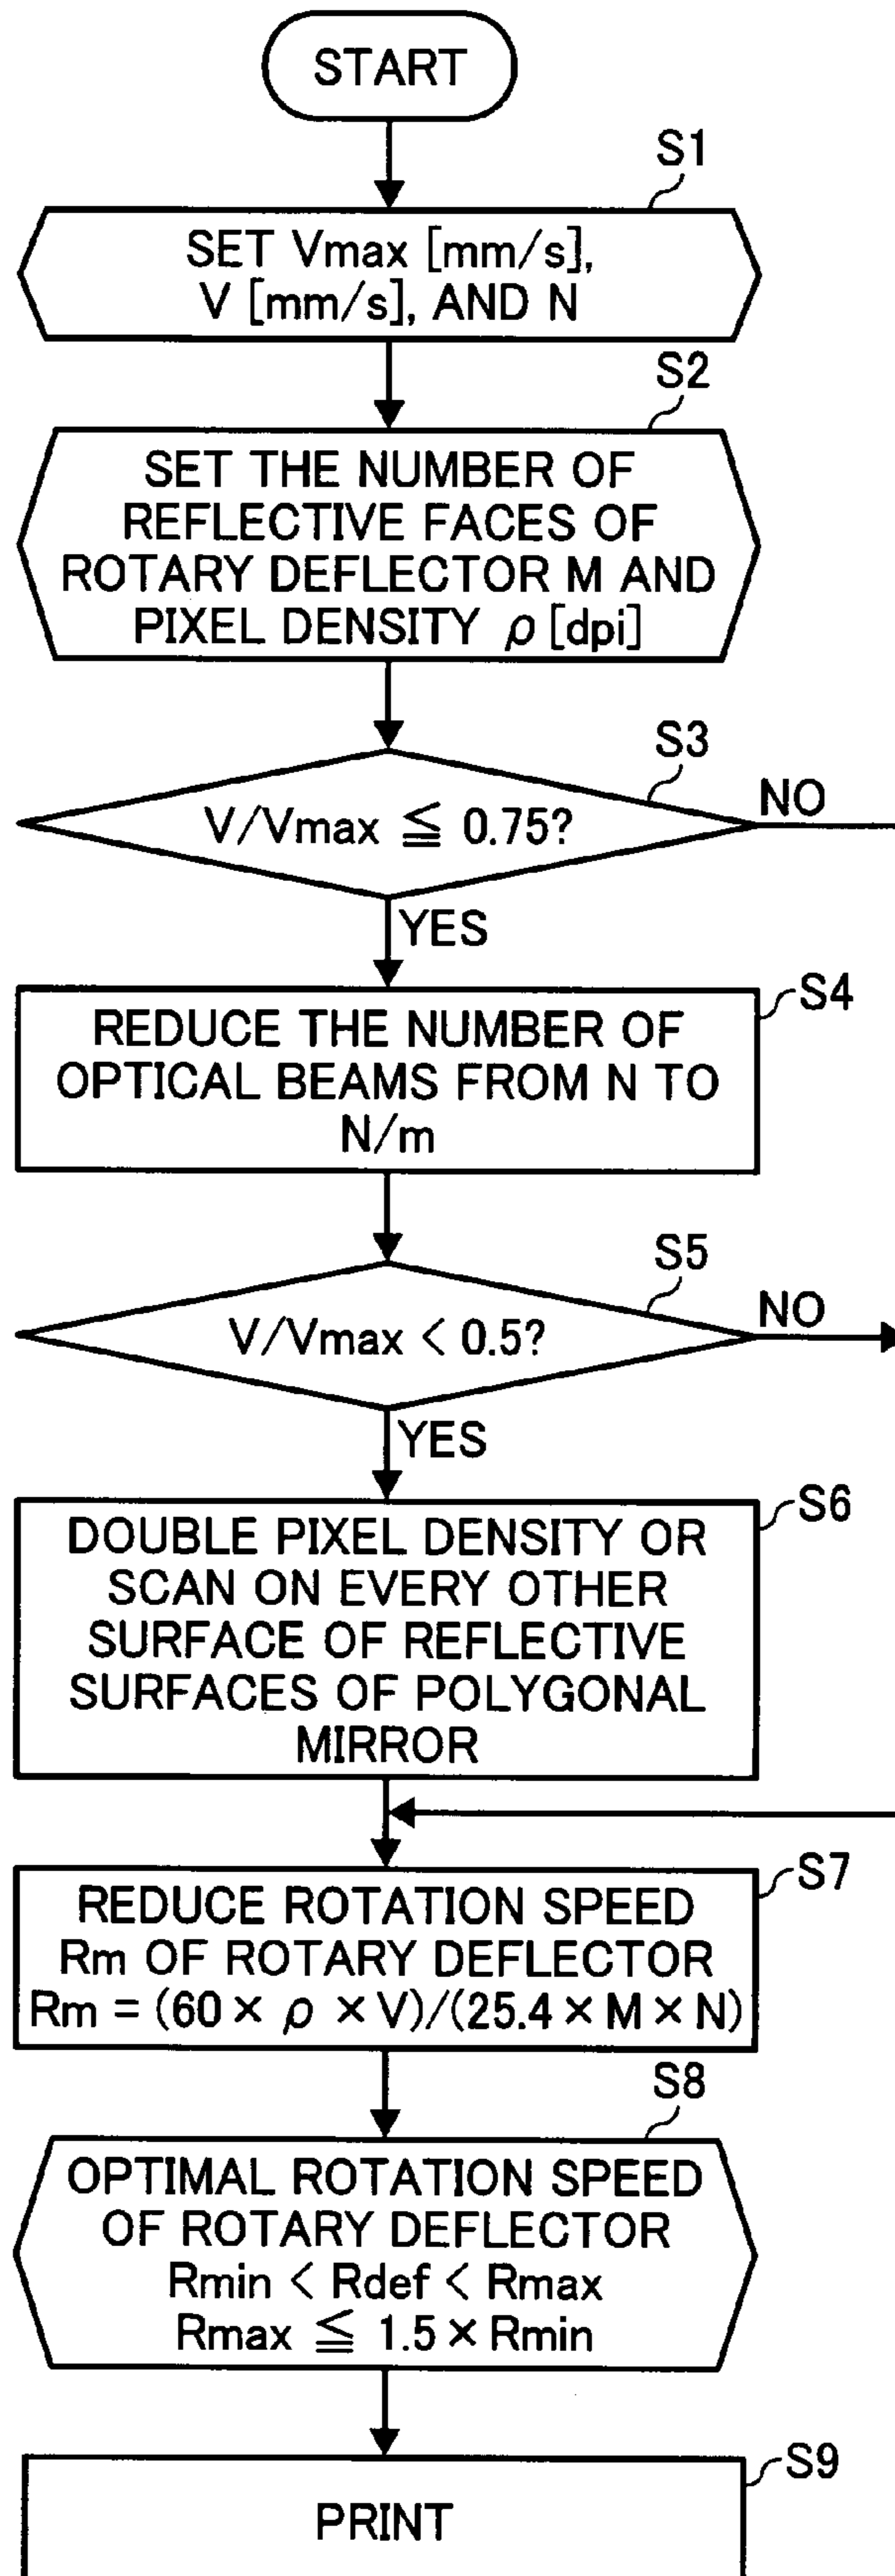 START
S1
SET Vmax [mm/s],
V [mm/s], AND N
S2
SET THE NUMBER OF
REFLECTIVE FACES OF
ROTARY DEFLECTOR M AND
PIXEL DENSITY ρ [dpi]
S3
V/Vmax ≦ 0.75?
NO
YES
S4
REDUCE THE NUMBER OF
OPTICAL BEAMS FROM N TO
N/m
S5
V/Vmax < 0.5?
NO
YES
S6
DOUBLE PIXEL DENSITY OR
SCAN ON EVERY OTHER
SURFACE OF REFLECTIVE
SURFACES OF POLYGONAL
MIRROR
S7
REDUCE ROTATION SPEED
Rm OF ROTARY DEFLECTOR
Rm = (60 × ρ × V)/(25.4 × M × N)
S8
OPTIMAL ROTATION SPEED
OF ROTARY DEFLECTOR
Rmin < Rdef < Rmax
Rmax ≦ 1.5 × Rmin
S9
PRINT